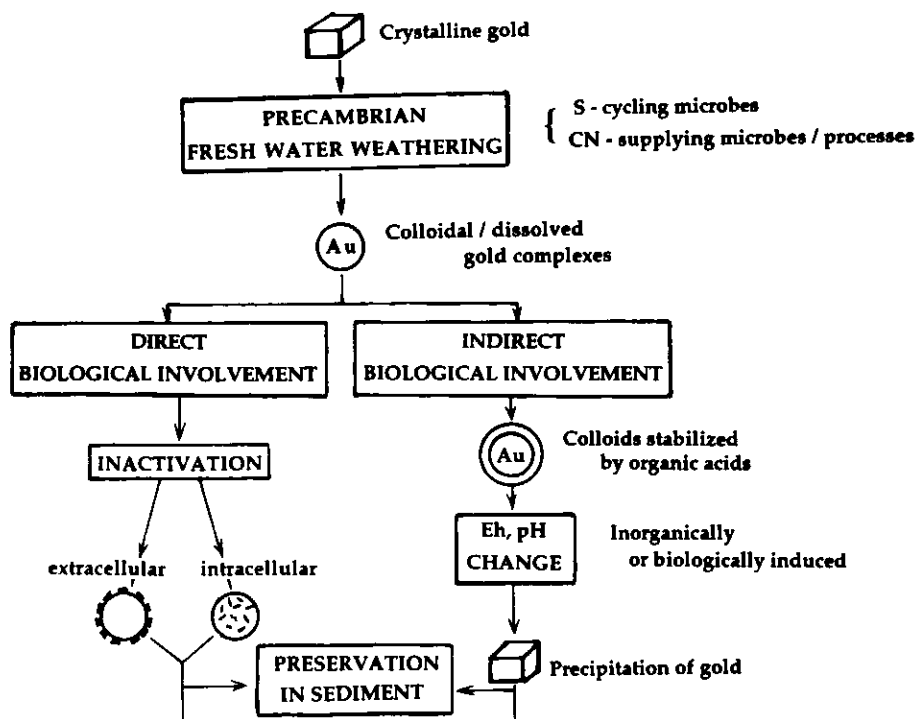 Crystalline gold
PRECAMBRIAN
FRESH WATER WEATHERING
{ S - cycling microbes
CN - supplying microbes / processes
Au
Colloidal / dissolved
gold complexes
DIRECT
BIOLOGICAL INVOLVEMENT
INDIRECT
BIOLOGICAL INVOLVEMENT
INACTIVATION
Au
Colloids stabilized
by organic acids
Eh, pH
CHANGE
Inorganically
or biologically induced
extracellular
intracellular
PRESERVATION
IN SEDIMENT
Precipitation of gold